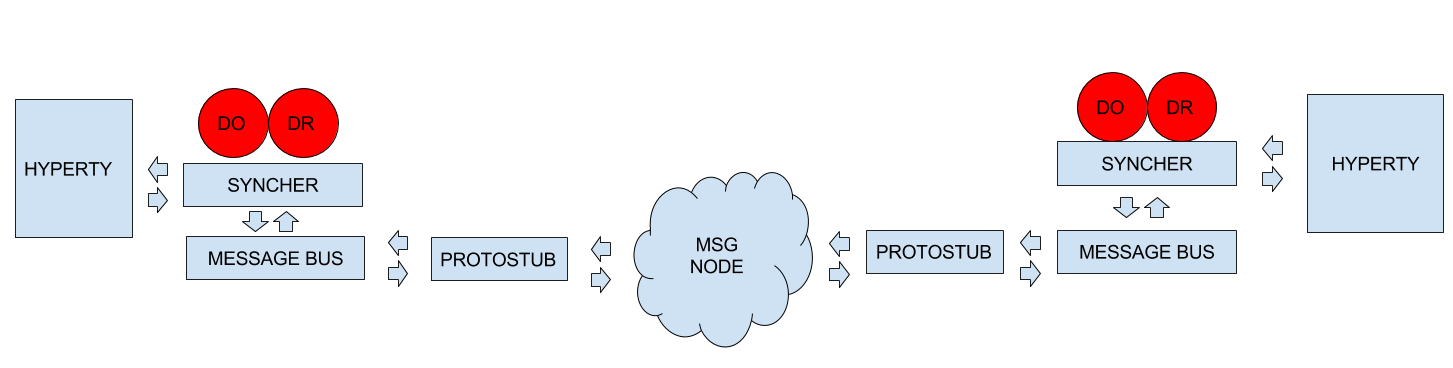 HYPERTY
DO
DR
SYNCHER
MESSAGE BUS
PROTOSTUB
MSG
NODE
PROTOSTUB
DO
DR
SYNCHER
MESSAGE BUS
HYPERTY